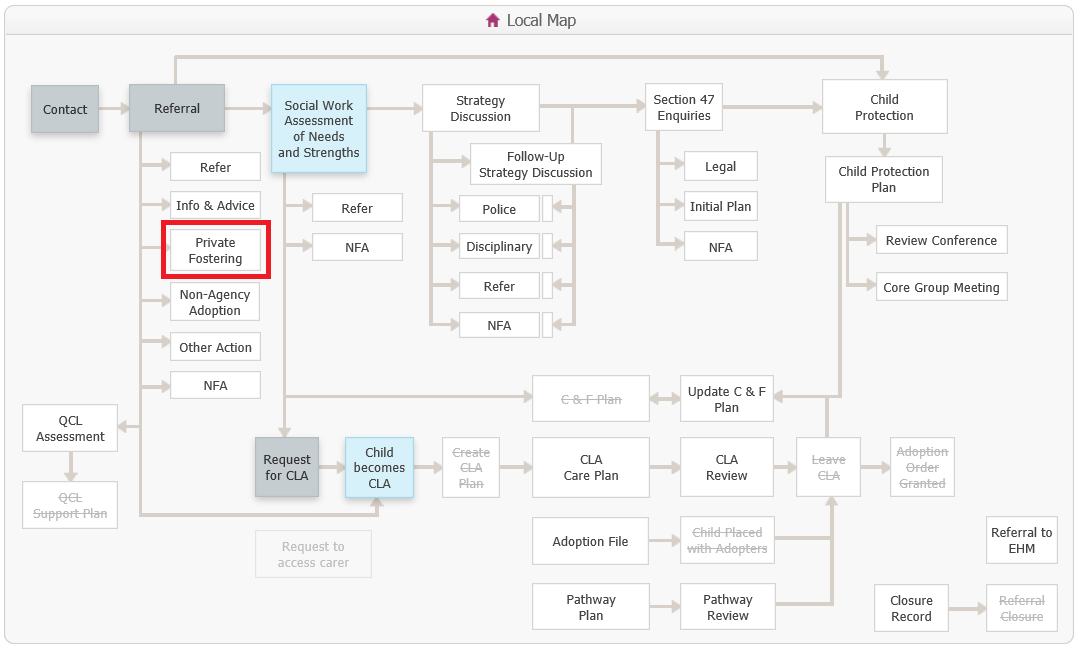 Local Map
Contact
Referral
Social Work
Assessment
of Needs
and Strengths
Strategy
Discussion
Section 47
Enquiries
Child
Protection
Refer
Info & Advice
Private
Fostering
Non-Agency
Adoption
Other Action
NFA
Refer
NFA
Follow-Up
Strategy Discussion
Police
Disciplinary
Refer
NFA
Legal
Initial Plan
NFA
Child Protection
Plan
Review Conference
Core Group Meeting
QCL
Assessment
QCL
Support Plan
C & F Plan
Update C & F
Plan
Request
for CLA
Child
becomes
CLA
Create
CLA
Plan
CLA
Care Plan
CLA
Review
Leave
CLA
Adoption
Order
Granted
Request to
access carer
Adoption File
Child Placed
with Adopters
Referral to
EHM
Pathway
Plan
Pathway
Review
Closure
Record
Referral
Closure